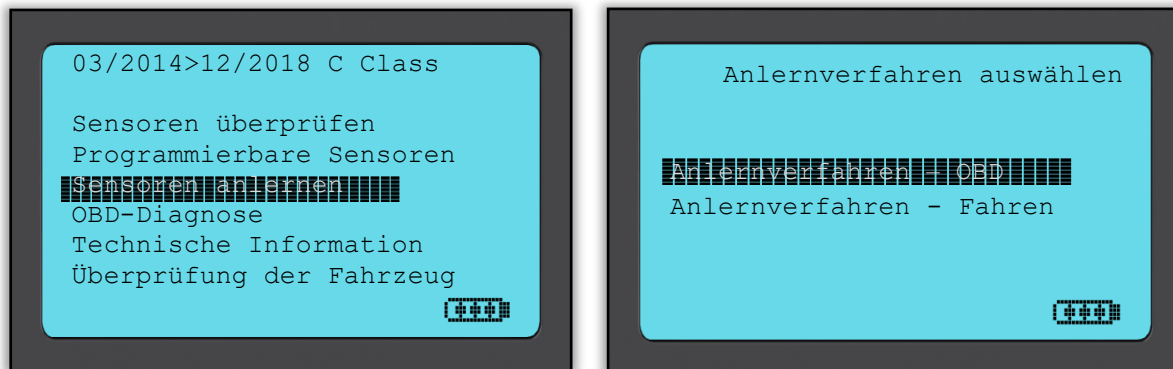 03/2014>12/2018 C Class
Sensoren überprüfen
Programmierbare Sensoren
Sensoren anlernen
OBD-Diagnose
Technische Information
Überprüfung der Fahrzeug
Anlernverfahren auswählen
Anlernverfahren – OBD
Anlernverfahren - Fahren